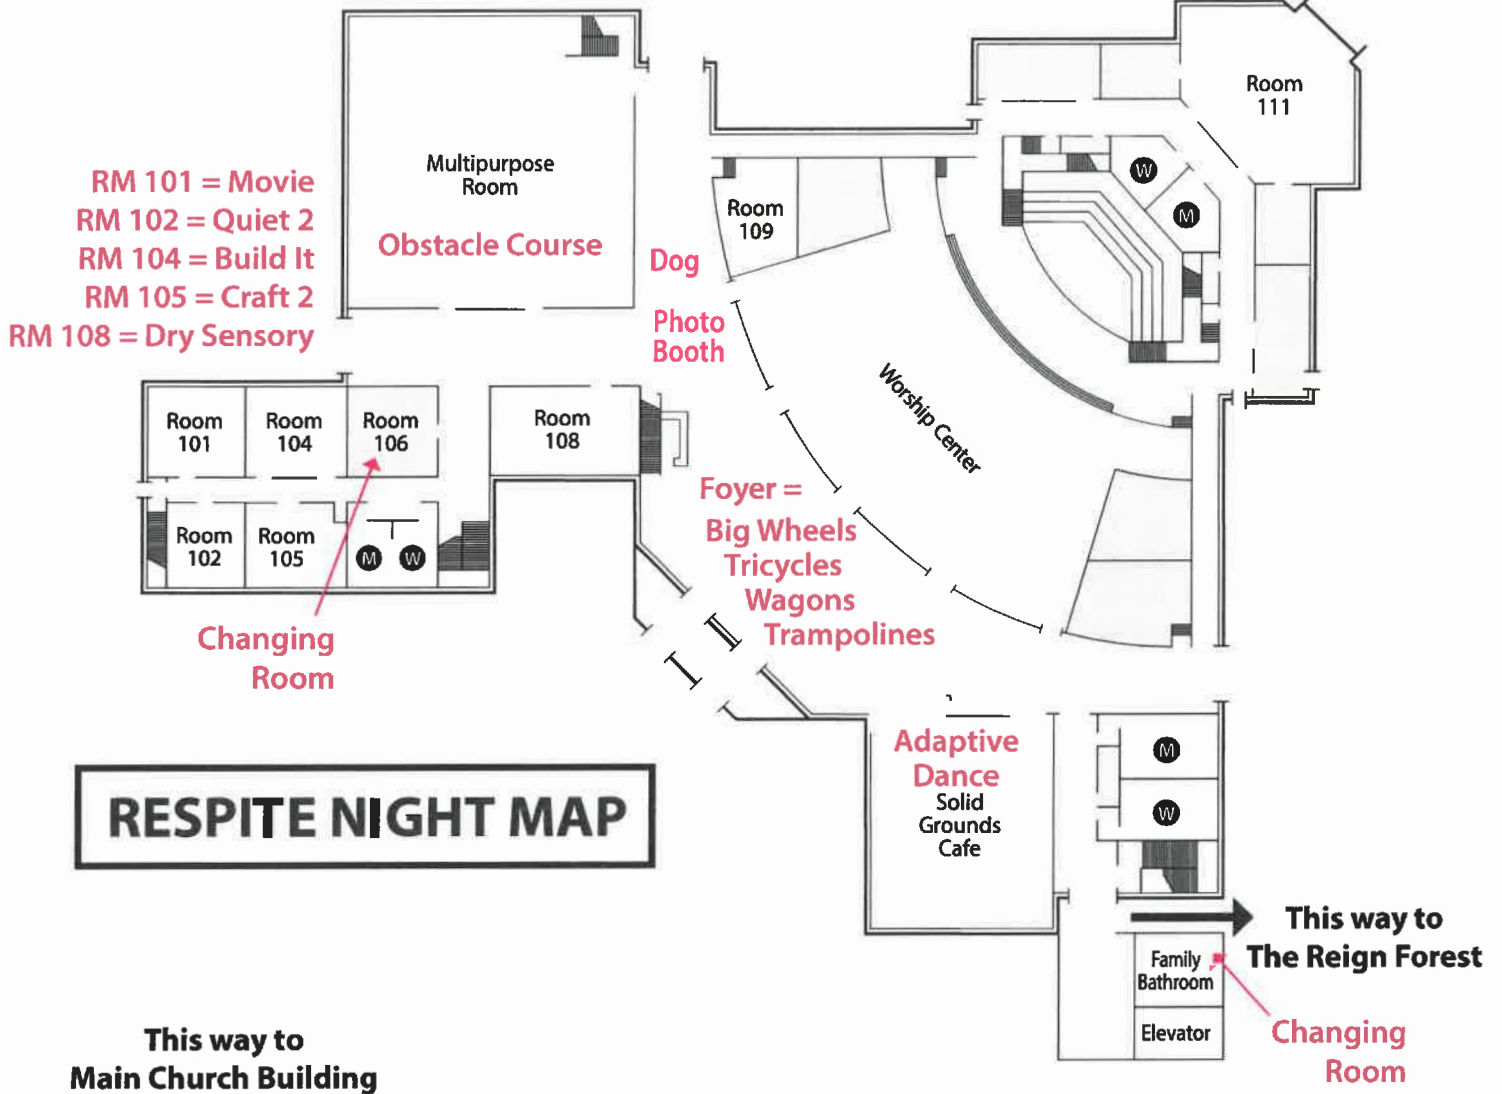 Room
111
Multipurpose
Room
Obstacle Course
RM 101 = Movie
RM 102 = Quiet 2
RM 104 = Build It
RM 105 = Craft 2
RM 108 = Dry Sensory
W
M
Room
109
Dog
Photo
Booth
Worship Center
Room
101
Room
104
Room
106
Room
108
Room
102
Room
105
M
W
Foyer =
Big Wheels
Tricycles
Wagons
Trampolines
Changing
Room
RESPITE NIGHT MAP
Adaptive
Dance
Solid
Grounds
Cafe
M
W
This way to
The Reign Forest
Family
Bathroom
Elevator
Changing
Room
This way to
Main Church Building